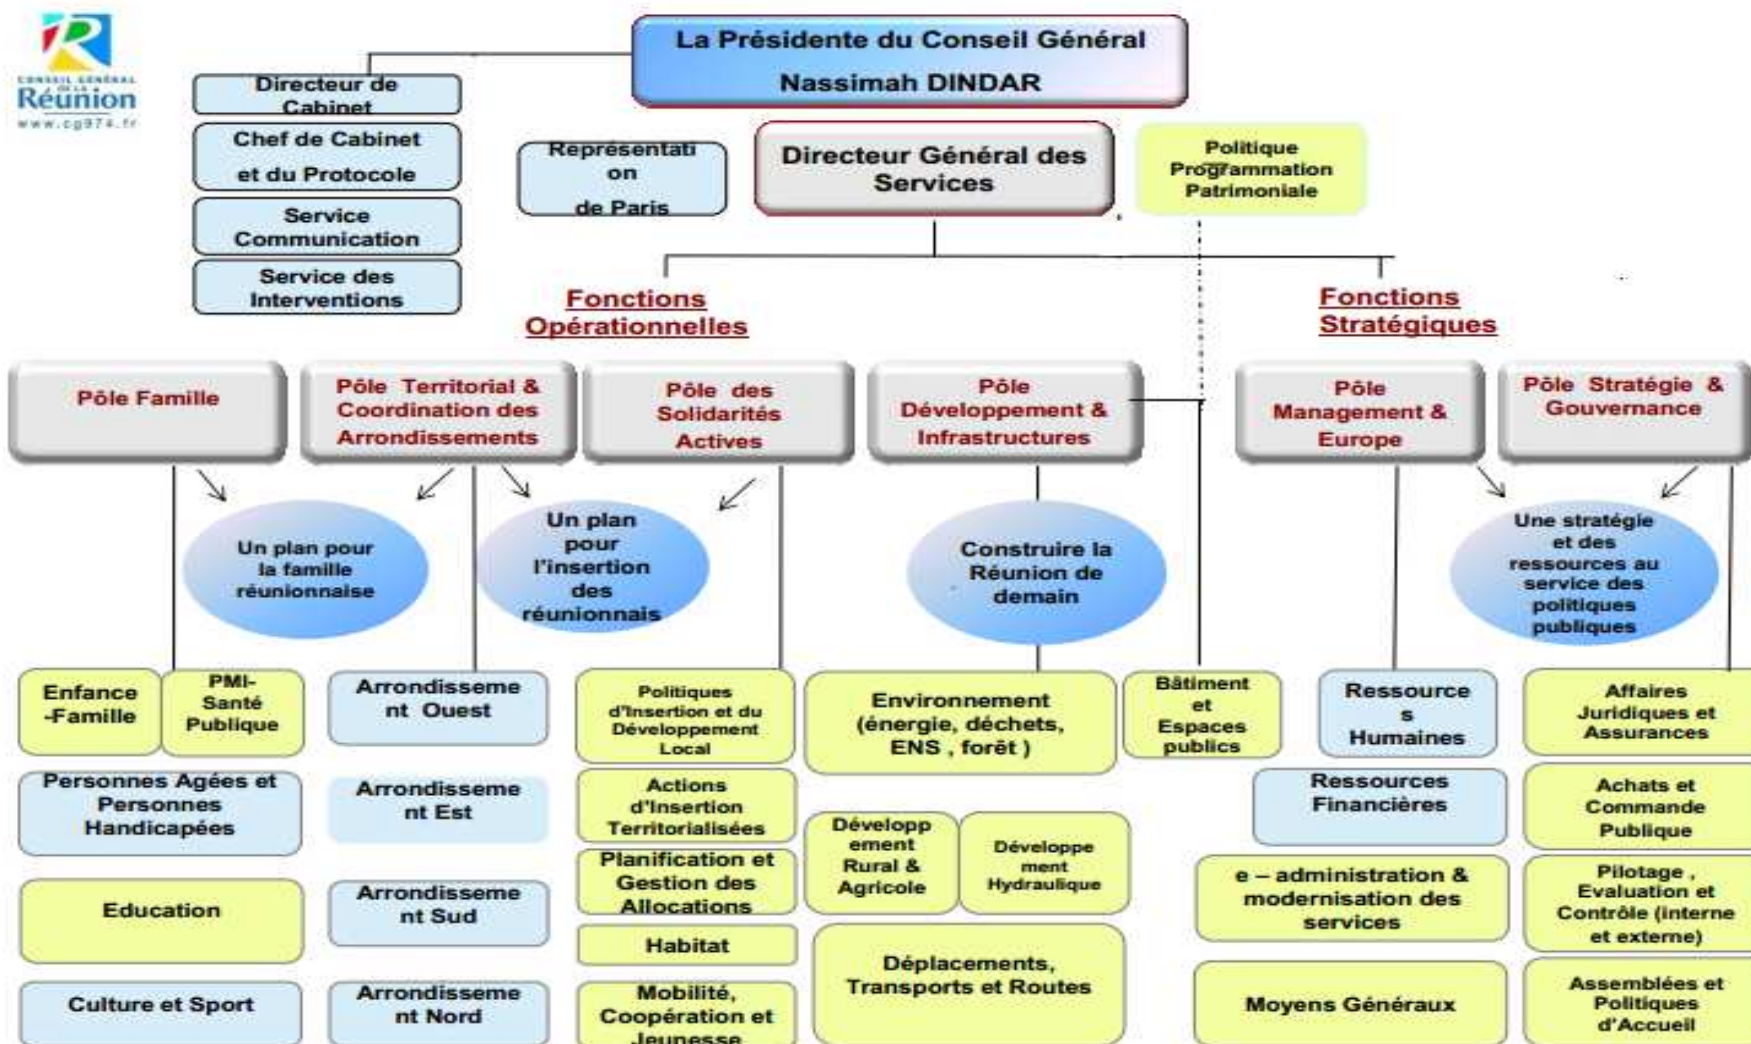 CONSEIL GÉNÉRAL
DE LA
Réunion
www.cg974.fr
La Présidente du Conseil Général
Nassimah DINDAR
Directeur de
Cabinet
Chef de Cabinet
et du Protocole
Service
Communication
Service des
Interventions
Représentati
on
de Paris
Directeur Général des
Services
Politique
Programmation
Patrimoniale
Fonctions
Opérationnelles
Fonctions
Stratégiques
Pôle Famille
Pôle Territorial &
Coordination des
Arrondissements
Pôle des
Solidarités
Actives
Pôle
Développement &
Infrastructures
Pôle
Management &
Europe
Pôle Stratégie &
Gouvernance
Un plan pour
la famille
réunionnaise
Un plan
pour
l'insertion
des
réunionnais
Construire la
Réunion de
demain
Une stratégie
et des
ressources au
service des
politiques
publiques
Enfance
-Famille
PMI-
Santé
Publique
Personnes Agées et
Personnes
Handicapées
Education
Culture et Sport
Arrondisseme
nt Ouest
Arrondisseme
nt Est
Arrondisseme
nt Sud
Arrondisseme
nt Nord
Politiques
d'Insertion et du
Développement
Local
Actions
d'Insertion
Territorialisées
Planification et
Gestion des
Allocations
Habitat
Mobilité,
Coopération et
Jeunesse
Environnement
(énergie, déchets,
ENS , forêt )
Développ
ement
Rural &
Agricole
Développe
ment
Hydraulique
Déplacements,
Transports et Routes
Bâtiment
et
Espaces
publics
Ressource
s
Humaines
Ressources
Financières
e – administration &
modernisation des
services
Moyens Généraux
Affaires
Juridiques et
Assurances
Achats et
Commande
Publique
Pilotage ,
Evaluation et
Contrôle (interne
et externe)
Assemblées et
Politiques
d'Accueil